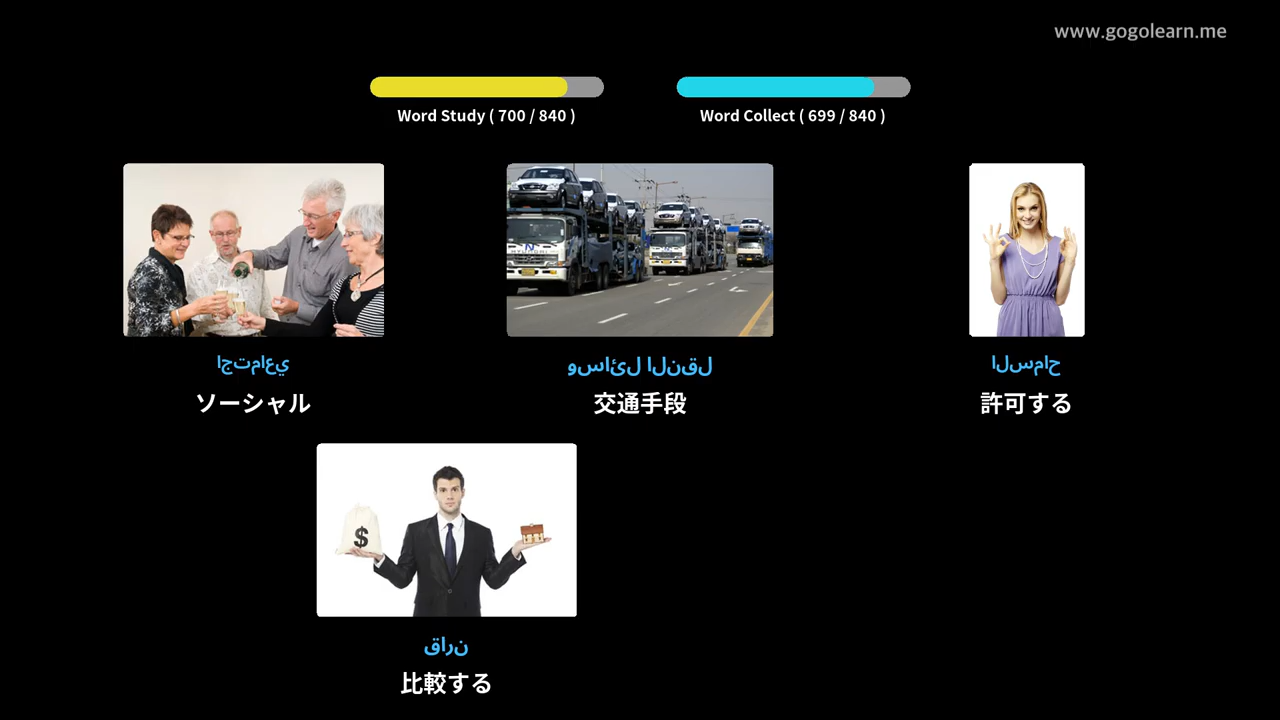 www.gogolearn.me
Word Study ( 700 / 840 )
Word Collect ( 699 / 840 )
اجتماعي
وسائل النقل
السماح
ソーシャル
交通手段
許可する
$
قارن
比較する